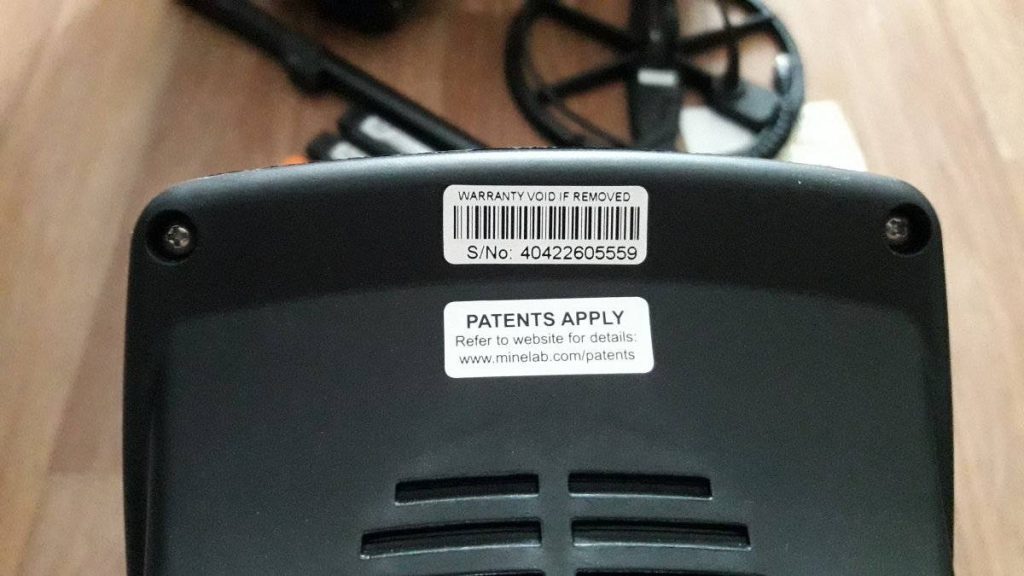 WARRANTY VOID IF REMOVED
S/No: 40422605559
PATENTS APPLY
Refer to website for details:
www.minelab.com/patents